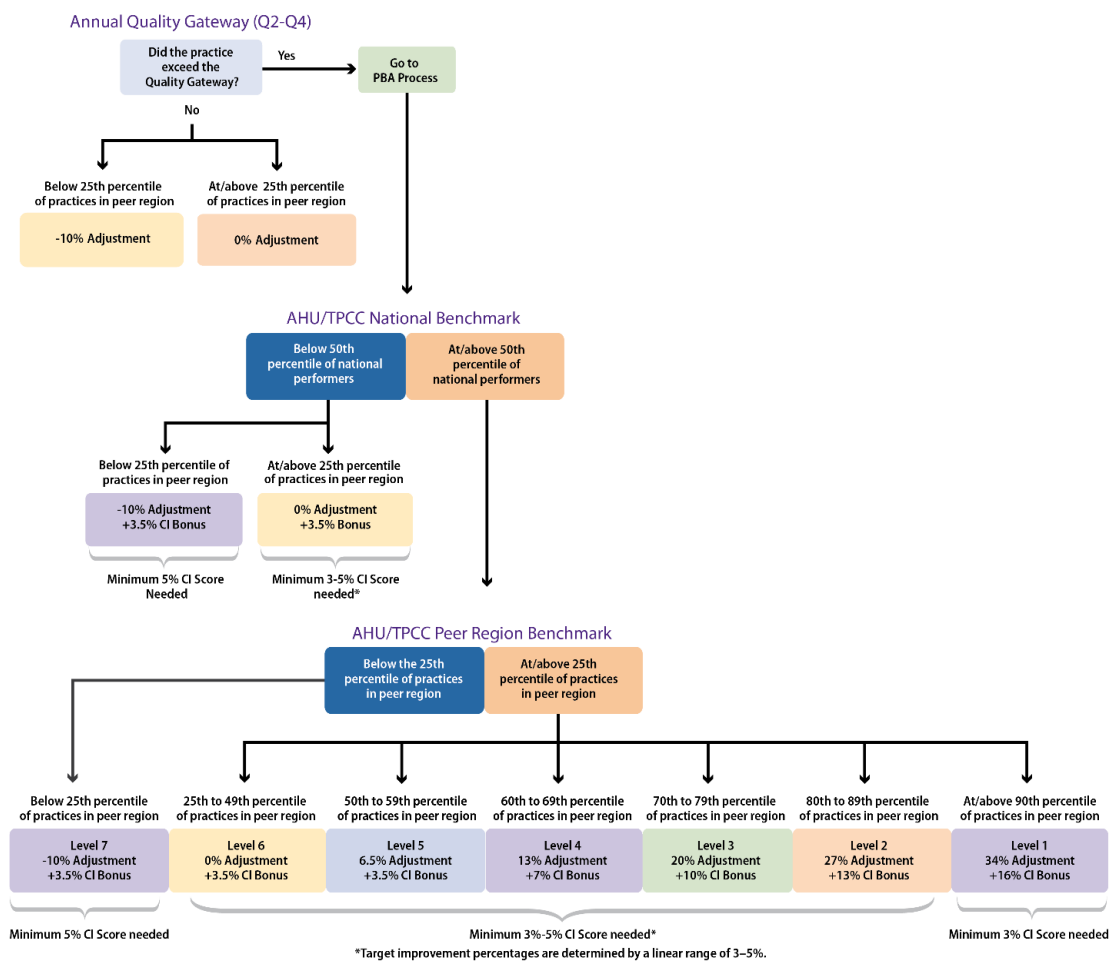 Annual Quality Gateway (Q2-Q4)
Did the practice
exceed the
Quality Gateway?
Yes
Go to
PBA Process
No
Below 25th percentile
of practices in peer region
At/above 25th percentile
of practices in peer region
-10% Adjustment
0% Adjustment
AHU/TPCC National Benchmark
Below 50th
percentile of national
performers
At/above 50th
percentile of
national performers
Below 25th percentile of
practices in peer region
At/above 25th percentile
of practices in peer region
-10% Adjustment
+3.5% CI Bonus
0% Adjustment
+3.5% Bonus
Minimum 5% CI Score
Needed
Minimum 3-5% CI Score
needed*
AHU/TPCC Peer Region Benchmark
Below the 25th
percentile of practices
in peer region
At/above 25th
percentile of practices
in peer region
Below 25th percentile
of practices in peer region
25th to 49th percentile
of practices in peer region
50th to 59th percentile
of practices in peer region
60th to 69th percentile
of practices in peer region
70th to 79th percentile
of practices in peer region
80th to 89th percentile
of practices in peer region
At/above 90th percentile
of practices in peer region
Level 7
-10% Adjustment
+3.5% CI Bonus
Level 6
0% Adjustment
+3.5% CI Bonus
Level 5
6.5% Adjustment
+3.5% CI Bonus
Level 4
13% Adjustment
+7% CI Bonus
Level 3
20% Adjustment
+10% CI Bonus
Level 2
27% Adjustment
+13% CI Bonus
Level 1
34% Adjustment
+16% CI Bonus
Minimum 5% CI Score needed
Minimum 3%-5% CI Score needed*
Minimum 3% CI Score needed
*Target improvement percentages are determined by a linear range of 3–5%.